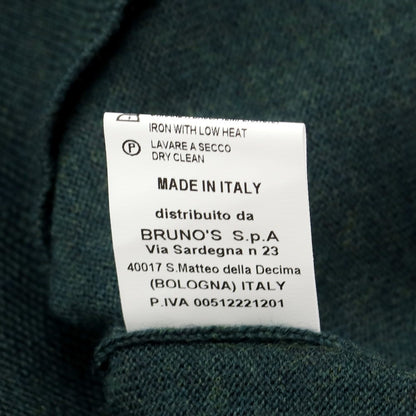 IRON WITH LOW HEAT
P LAVARE A SECCO
DRY CLEAN
MADE IN ITALY
distribuito da
BRUNO'S S.p.A
Via Sardegna n 23
40017 S.Matteo della Decima
(BOLOGNA) ITALY
P.IVA 00512221201